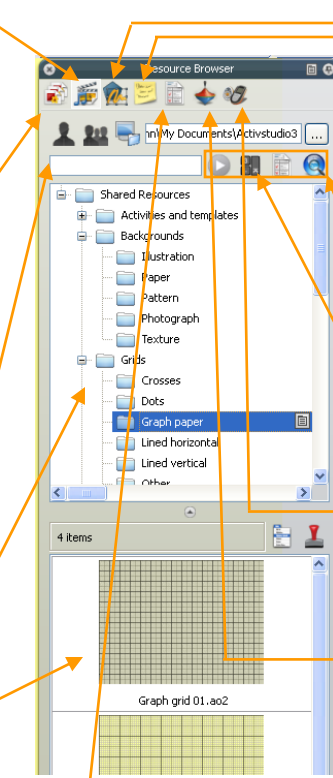 Resource Browser
nn\My Documents\Activstudio3
...
Shared Resources
Activities and templates
Backgrounds
Illustration
Paper
Pattern
Photograph
Texture
Grids
Crosses
Dots
Graph paper
Lined horizontal
Lined vertical
Other
4 items
Graph grid 01.ao2